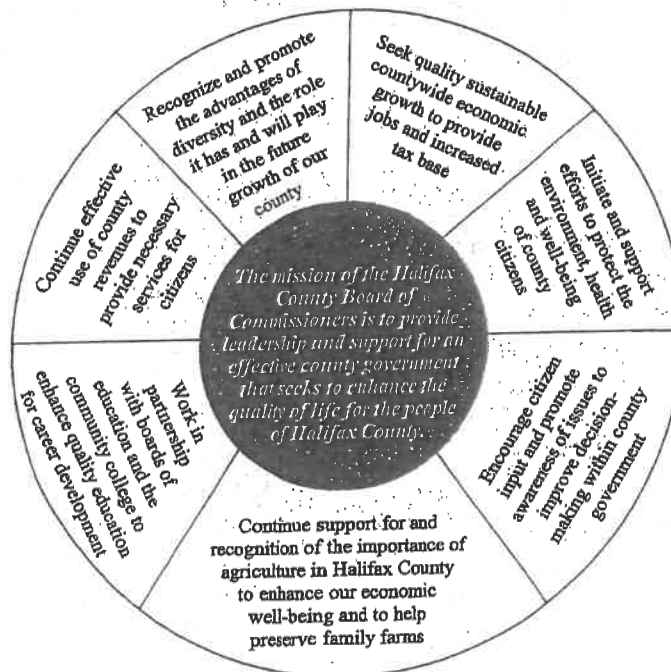 Recognize and promote
the advantages of
diversity and the role
it has and will play
in the future
growth of our
county
Seek quality sustainable
countywide economic
growth to provide
jobs and increased
tax base
Initiate and support
efforts to protect the
environment, health
and well-being
of county
citizens
Encourage citizen
input and promote
awareness of issues to
improve decision-
making within county
government
Continue support for and
recognition of the importance of
agriculture in Halifax County
to enhance our economic
well-being and to help
preserve family farms
Work in
partnership
with boards of
education and the
community college to
enhance quality education
for career development
Continue effective
use of county
revenues to
provide necessary
services for
citizens
The mission of the Halifax
County Board of
Commissioners is to provide
leadership and support for an
effective county government
that seeks to enhance the
quality of life for the people
of Halifax County.